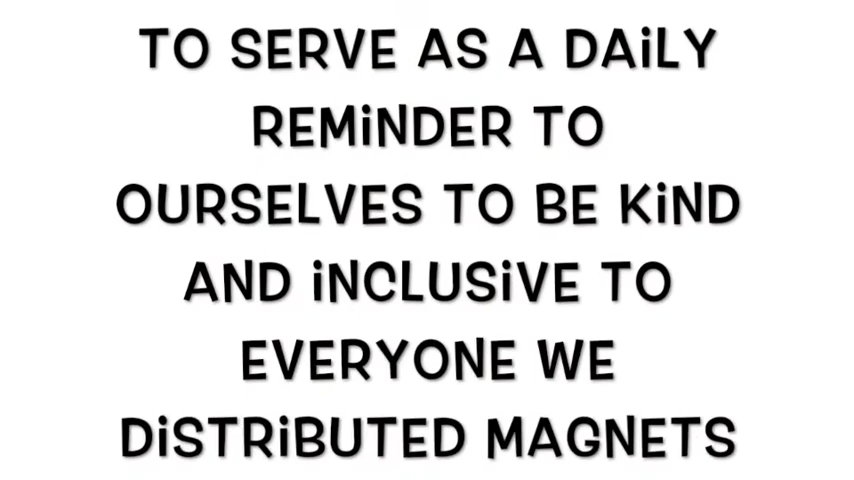 TO SERVE AS A DAiLY
REMiNDER TO
OURSELVES TO BE KiND
AND iNCLUSiVE TO
EVERYONE WE
DiSTRiBUTED MAGNETS